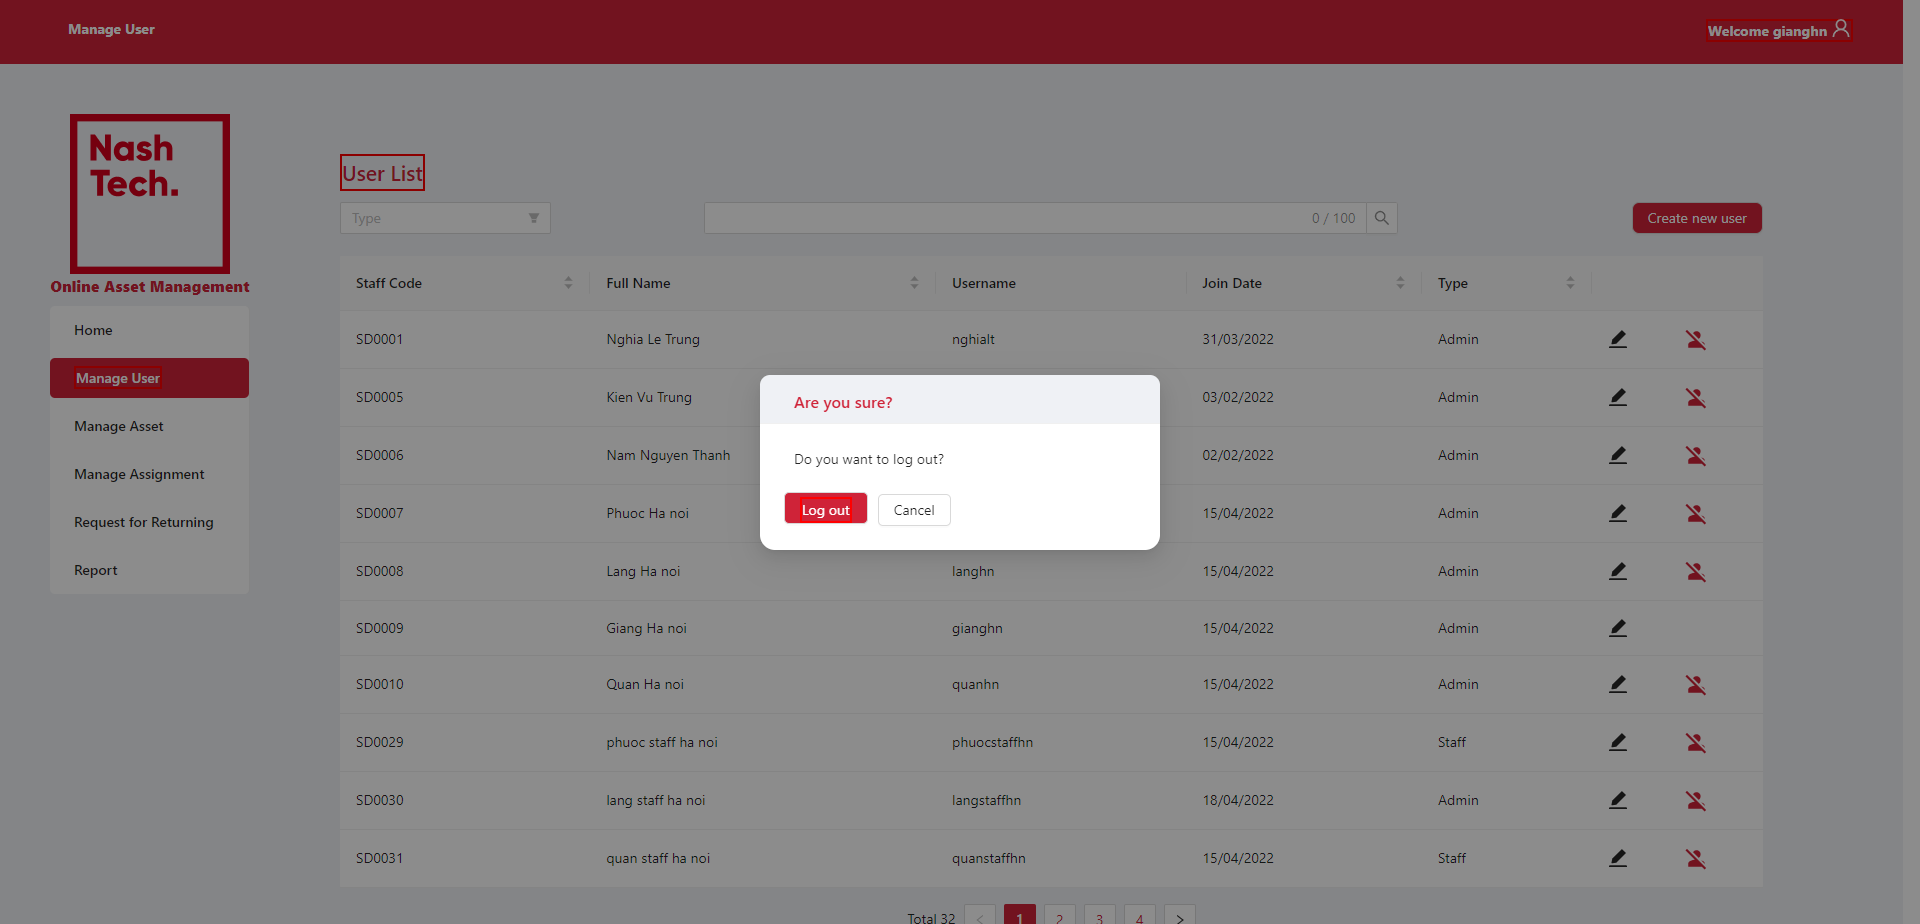 Manage User
Welcome gianghn
Nash
Tech.
Online Asset Management
Home
Manage User
Manage Asset
Manage Assignment
Request for Returning
Report
User List
Type
0 / 100
Create new user
Staff Code Full Name Username Join Date Type
SD0001 Nghia Le Trung nghialt 31/03/2022 Admin
SD0005 Kien Vu Trung 03/02/2022 Admin
SD0006 Nam Nguyen Thanh 02/02/2022 Admin
SD0007 Phuoc Ha noi 15/04/2022 Admin
SD0008 Lang Ha noi langhn 15/04/2022 Admin
SD0009 Giang Ha noi gianghn 15/04/2022 Admin
SD0010 Quan Ha noi quanhn 15/04/2022 Admin
SD0029 phuoc staff ha noi phuocstaffhn 15/04/2022 Staff
SD0030 lang staff ha noi langstaffhn 18/04/2022 Admin
SD0031 quan staff ha noi quanstaffhn 15/04/2022 Staff
Are you sure?
Do you want to log out?
Log out Cancel
Total 32 < 1 2 3 4 >